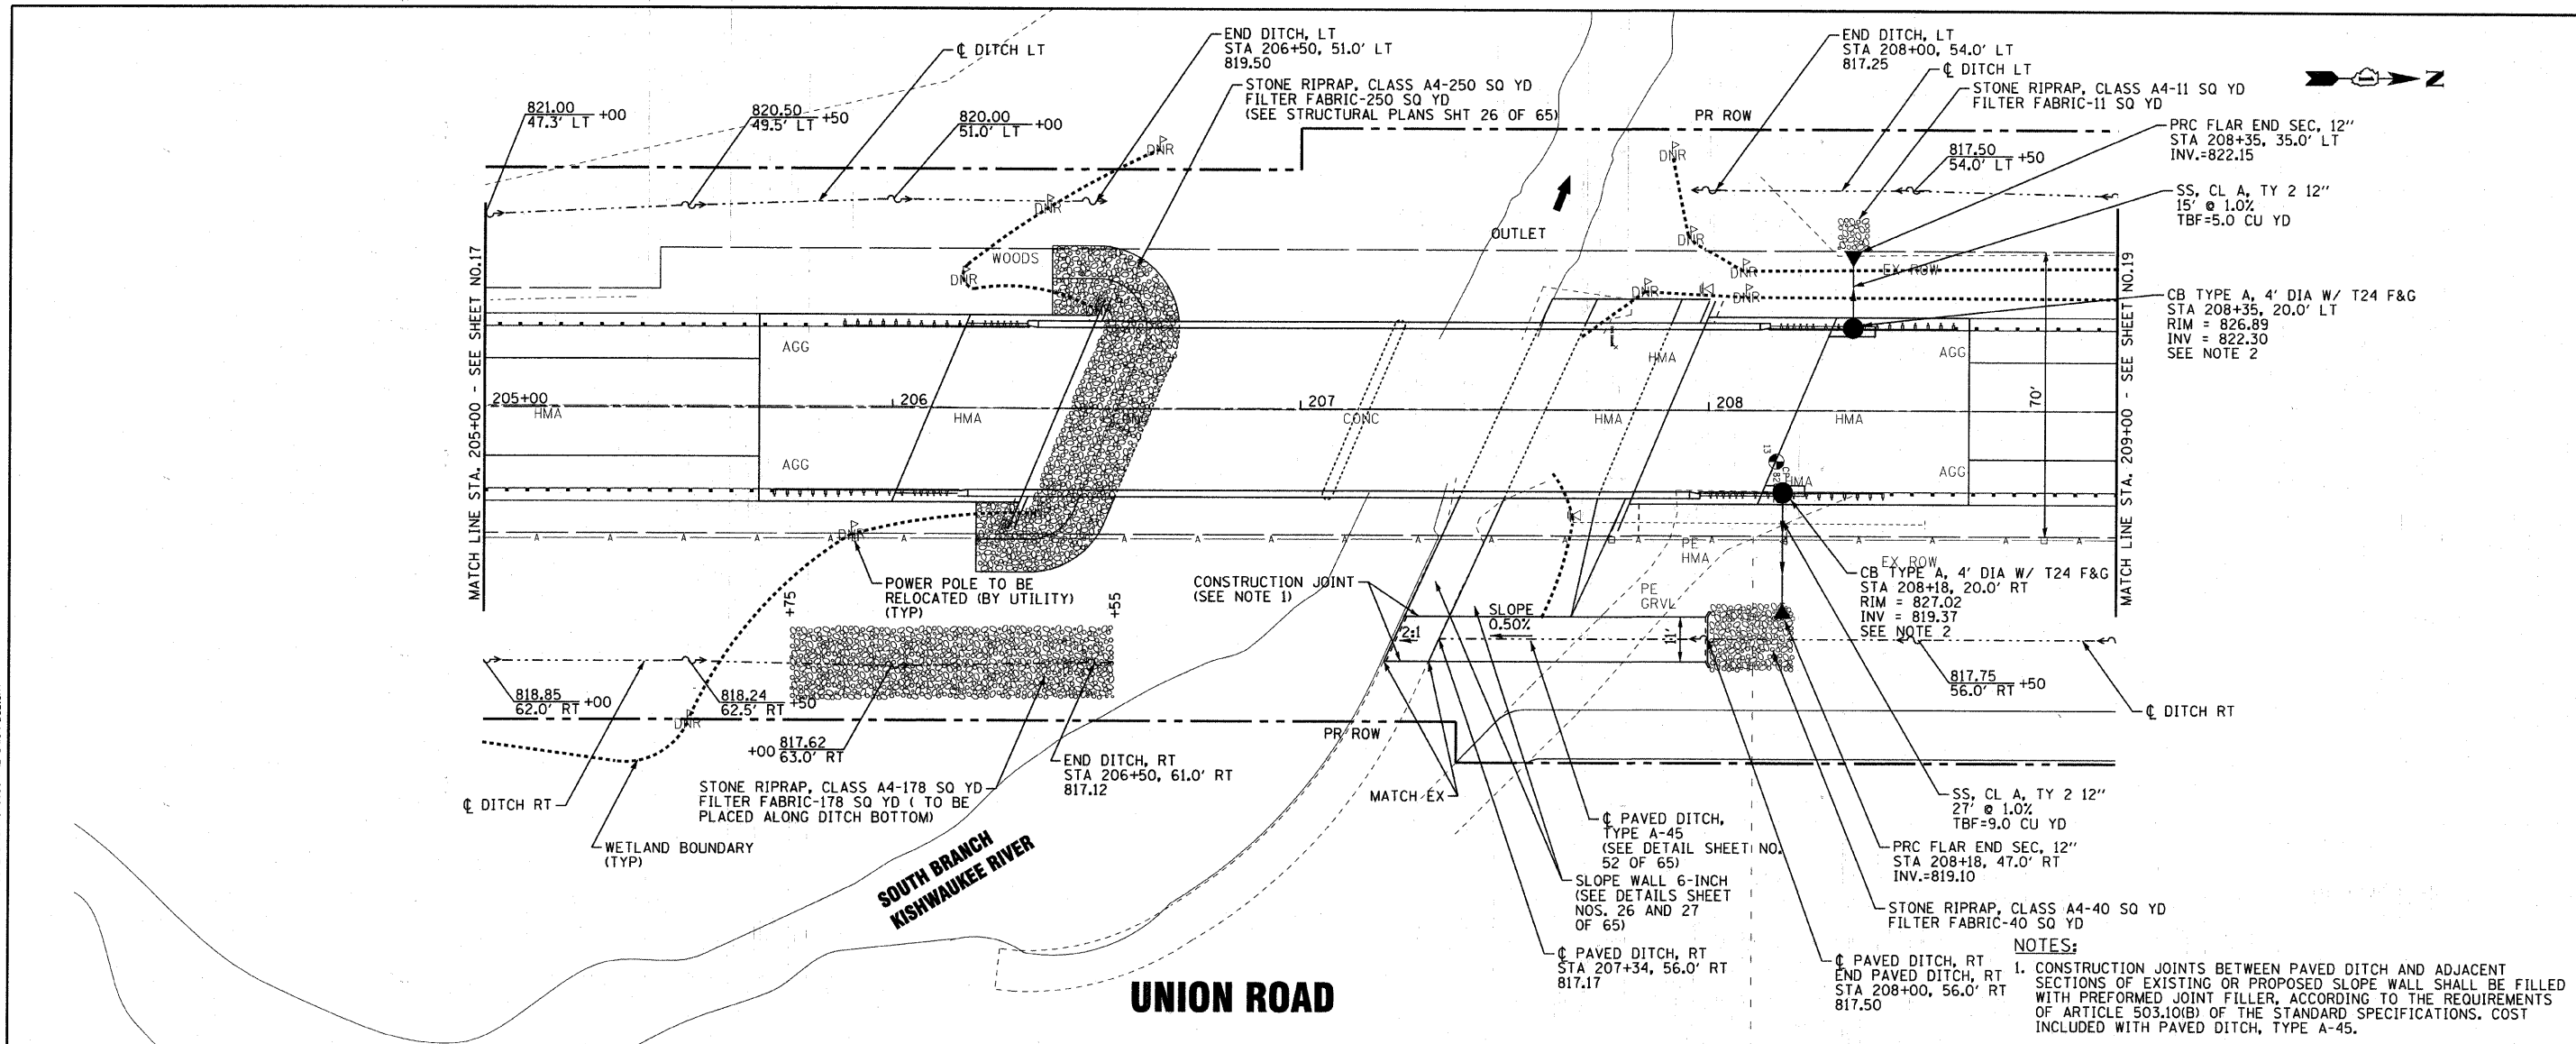 ℄ DITCH LT
END DITCH, LT
STA 206+50, 51.0' LT
819.50
STONE RIPRAP, CLASS A4-250 SQ YD
FILTER FABRIC-250 SQ YD
(SEE STRUCTURAL PLANS SHT 26 OF 65)
END DITCH, LT
STA 208+00, 54.0' LT
817.25
℄ DITCH LT
STONE RIPRAP, CLASS A4-11 SQ YD
FILTER FABRIC-11 SQ YD
N
PRC FLAR END SEC, 12"
STA 208+35, 35.0' LT
INV.=822.15
SS, CL A, TY 2 12"
15' @ 1.0%
TBF=5.0 CU YD
CB TYPE A, 4' DIA W/ T24 F&G
STA 208+35, 20.0' LT
RIM = 826.89
INV = 822.30
SEE NOTE 2
821.00
47.3' LT +00
820.50
49.5' LT +50
820.00
51.0' LT +00
PR ROW
817.50
54.0' LT +50
DNR
DNR
DNR
DNR
DNR
DNR
DNR
DNR
DNR
OUTLET
WOODS
EX ROW
MATCH LINE STA. 205+00 - SEE SHEET NO.17
MATCH LINE STA. 209+00 - SEE SHEET NO.19
AGG
HMA
AGG
70'
205+00
HMA
206
HMA
207
CONC
HMA
208
HMA
AGG
AGG
13
HMA
DNR
PE
HMA
EX ROW
POWER POLE TO BE
RELOCATED (BY UTILITY)
(TYP)
+75
+55
CONSTRUCTION JOINT
(SEE NOTE 1)
PE
GRVL
SLOPE
0.50%
2:1
11'
CB TYPE A, 4' DIA W/ T24 F&G
STA 208+18, 20.0' RT
RIM = 827.02
INV = 819.37
SEE NOTE 2
818.85
62.0' RT +00
818.24
62.5' RT +50
DNR
+00 817.62
63.0' RT
817.75
56.0' RT +50
℄ DITCH RT
PR ROW
END DITCH, RT
STA 206+50, 61.0' RT
817.12
℄ DITCH RT
STONE RIPRAP, CLASS A4-178 SQ YD
FILTER FABRIC-178 SQ YD ( TO BE
PLACED ALONG DITCH BOTTOM)
MATCH EX
WETLAND BOUNDARY
(TYP)
SOUTH BRANCH
KISHWAUKEE RIVER
℄ PAVED DITCH,
TYPE A-45
(SEE DETAIL SHEET NO.
52 OF 65)
SLOPE WALL 6-INCH
(SEE DETAILS SHEET
NOS. 26 AND 27
OF 65)
℄ PAVED DITCH, RT
STA 207+34, 56.0' RT
817.17
SS, CL A, TY 2 12"
27' @ 1.0%
TBF=9.0 CU YD
PRC FLAR END SEC, 12"
STA 208+18, 47.0' RT
INV.=819.10
STONE RIPRAP, CLASS A4-40 SQ YD
FILTER FABRIC-40 SQ YD
℄ PAVED DITCH, RT
END PAVED DITCH, RT
STA 208+00, 56.0' RT
817.50
UNION ROAD
NOTES:
1. CONSTRUCTION JOINTS BETWEEN PAVED DITCH AND ADJACENT
SECTIONS OF EXISTING OR PROPOSED SLOPE WALL SHALL BE FILLED
WITH PREFORMED JOINT FILLER, ACCORDING TO THE REQUIREMENTS
OF ARTICLE 503.10(B) OF THE STANDARD SPECIFICATIONS. COST
INCLUDED WITH PAVED DITCH, TYPE A-45.